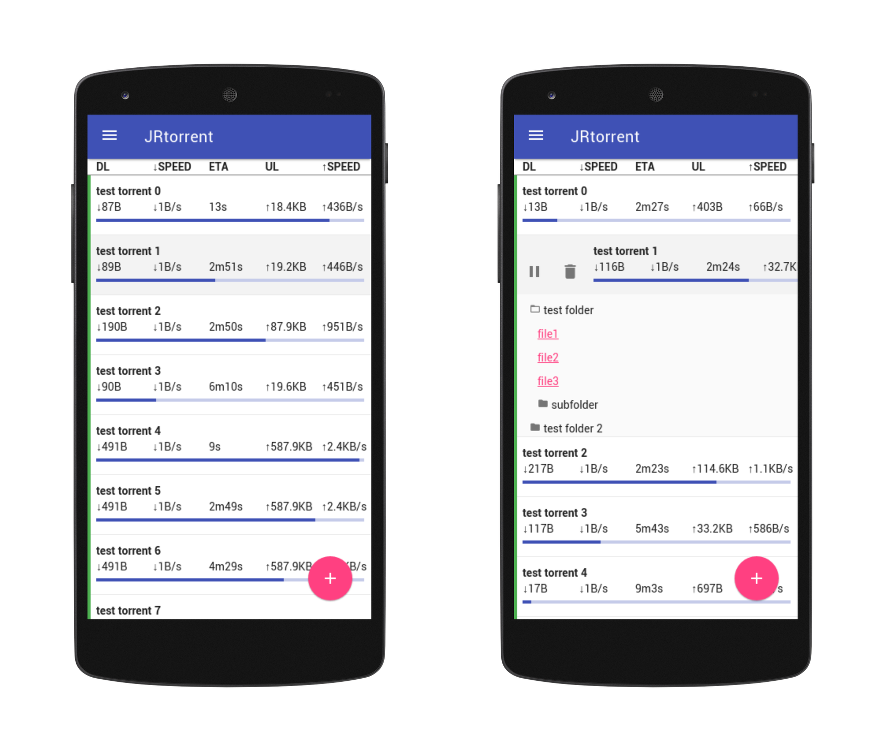 JRtorrent
DL ↓SPEED ETA UL ↑SPEED
test torrent 0
↓87B ↓1B/s 13s ↑18.4KB ↑436B/s
test torrent 1
↓89B ↓1B/s 2m51s ↑19.2KB ↑446B/s
test torrent 2
↓190B ↓1B/s 2m50s ↑87.9KB ↑951B/s
test torrent 3
↓90B ↓1B/s 6m10s ↑19.6KB ↑451B/s
test torrent 4
↓491B ↓1B/s 9s ↑587.9KB ↑2.4KB/s
test torrent 5
↓491B ↓1B/s 2m49s ↑587.9KB ↑2.4KB/s
test torrent 6
↓491B ↓1B/s 4m29s ↑587.9KB B/s
+
test torrent 7
JRtorrent
DL ↓SPEED ETA UL ↑SPEED
test torrent 0
↓13B ↓1B/s 2m27s ↑403B ↑66B/s
test torrent 1
↓116B ↓1B/s 2m24s ↑32.7K
test folder
file1
file2
file3
subfolder
test folder 2
test torrent 2
↓217B ↓1B/s 2m23s ↑114.6KB ↑1.1KB/s
test torrent 3
↓117B ↓1B/s 5m43s ↑33.2KB ↑586B/s
test torrent 4
↓17B ↓1B/s 9m3s ↑697B s
+